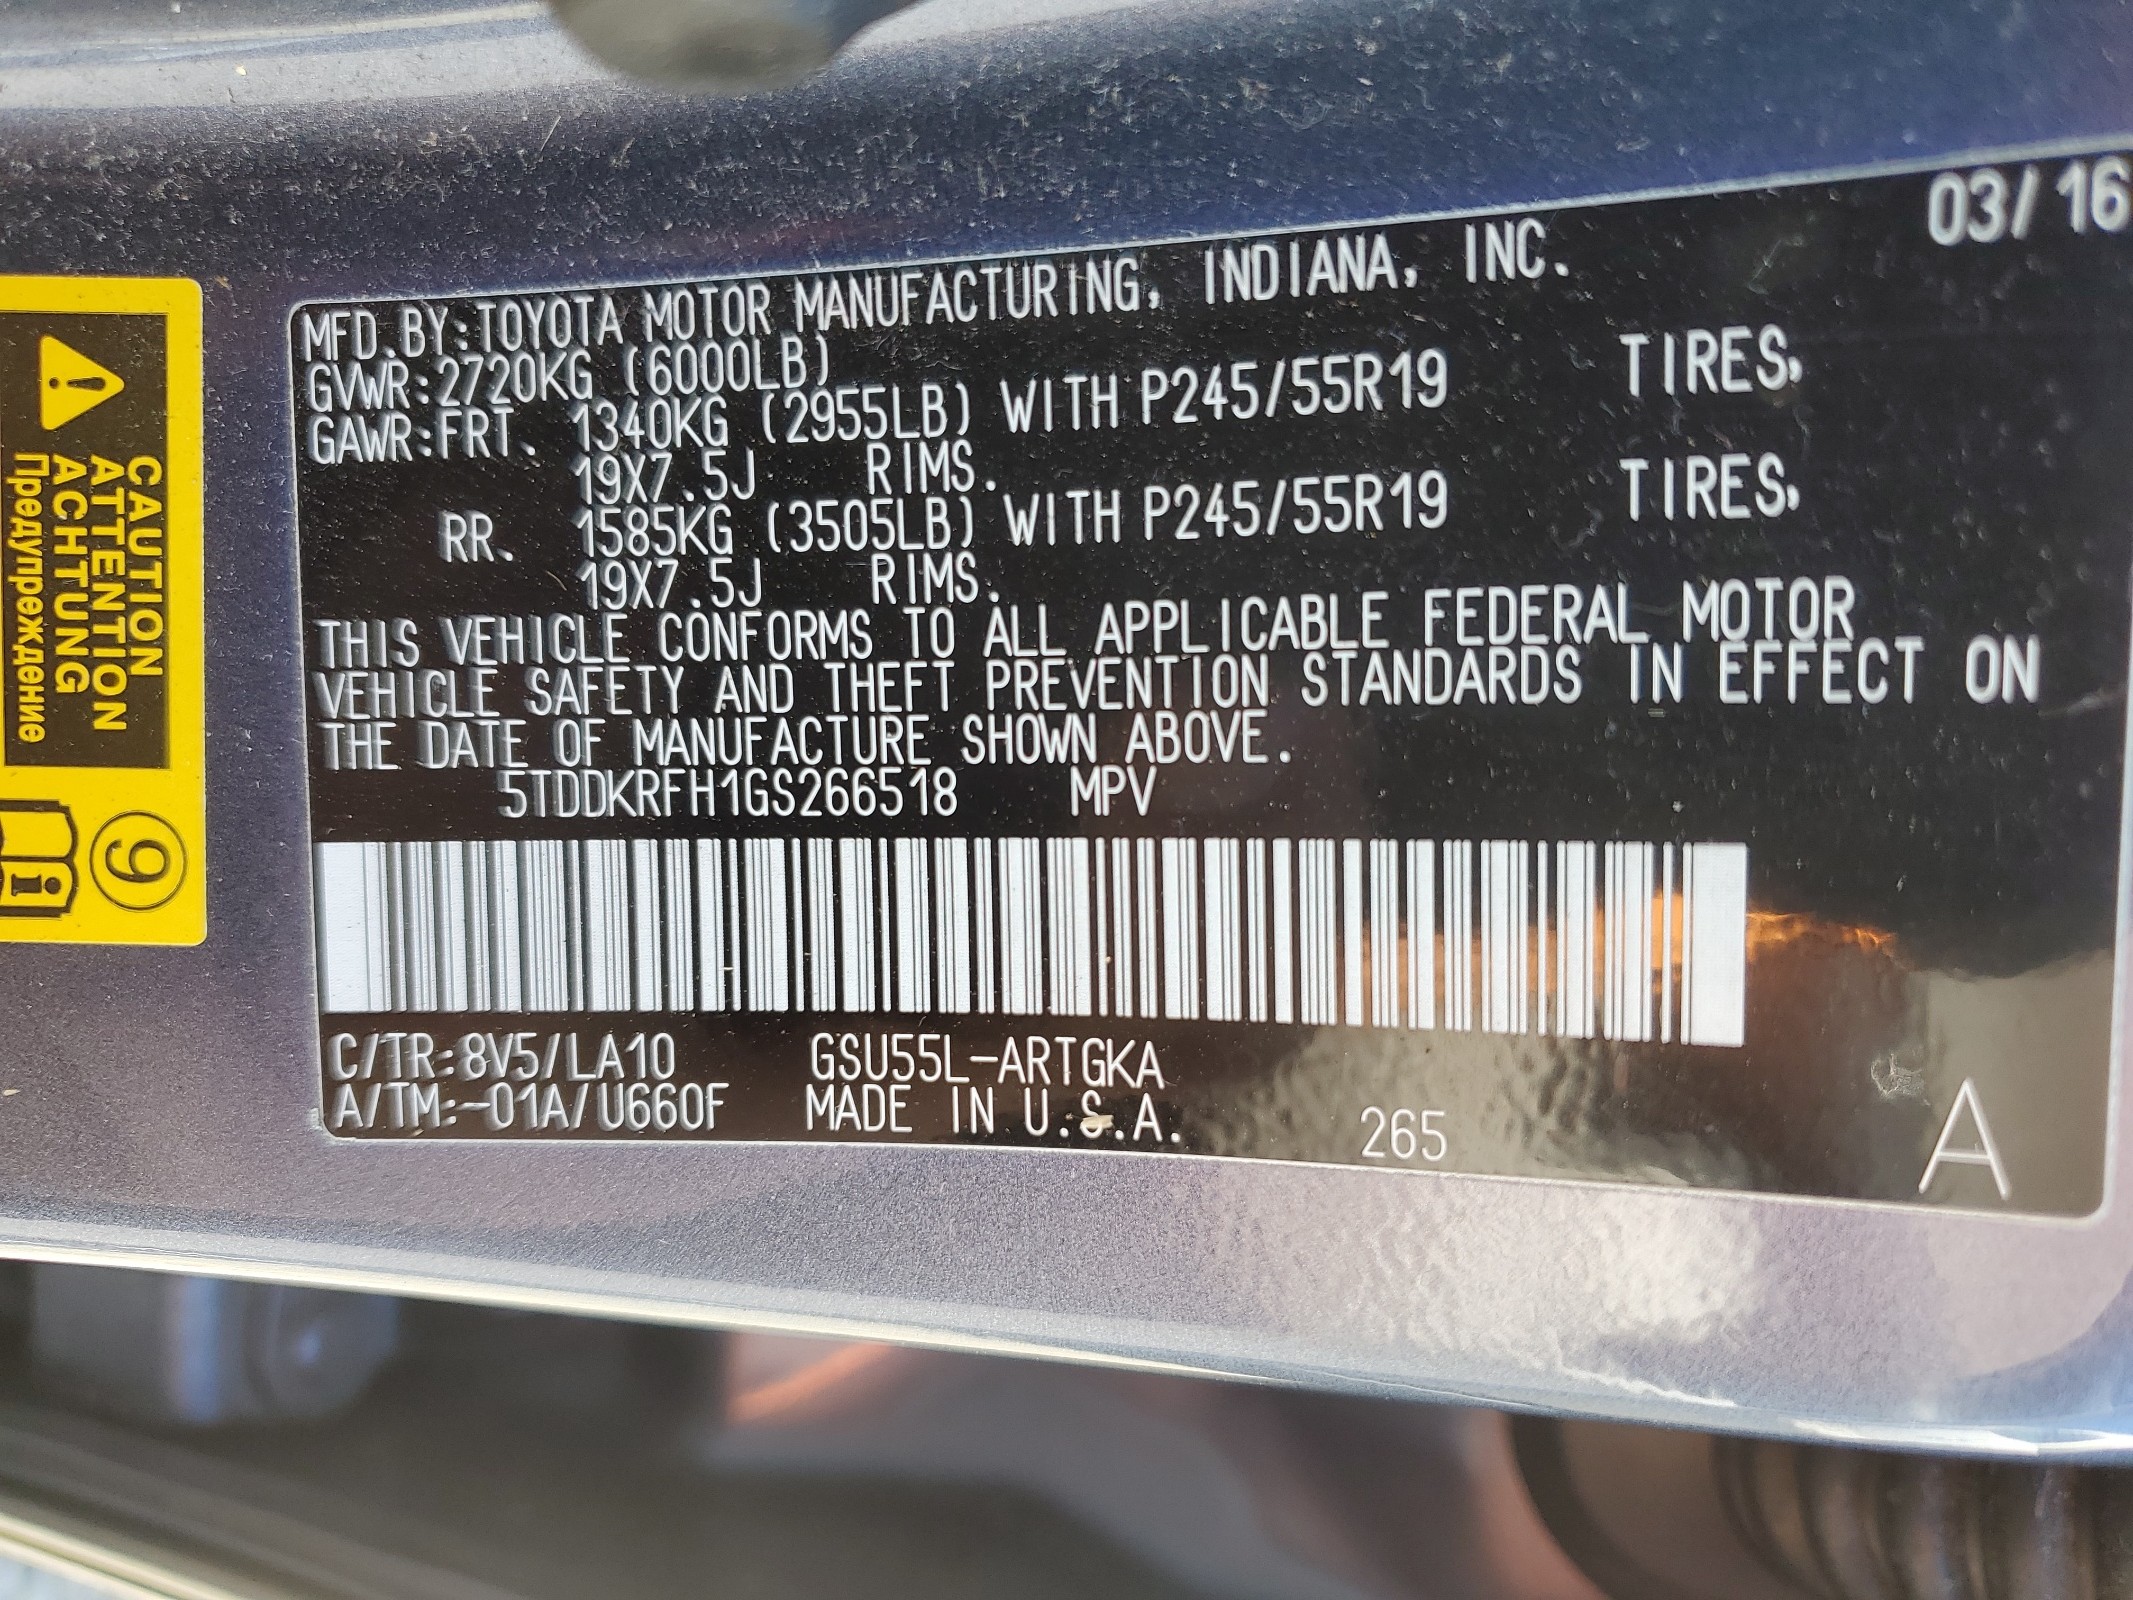 03/16
MFD.BY:TOYOTA MOTOR MANUFACTURING, INDIANA, INC.
GVWR:2720KG (6000LB)
GAWR:FRT. 1340KG (2955LB) WITH P245/55R19 TIRES,
19X7.5J RIMS.
RR. 1585KG (3505LB) WITH P245/55R19 TIRES,
19X7.5J RIMS.
THIS VEHICLE CONFORMS TO ALL APPLICABLE FEDERAL MOTOR
VEHICLE SAFETY AND THEFT PREVENTION STANDARDS IN EFFECT ON
THE DATE OF MANUFACTURE SHOWN ABOVE.
5TDDKRFH1GS266518 MPV
C/TR:8V5/LA10 GSU55L-ARTGKA
A/TM:-01A/U660F MADE IN U.S.A. 265 A
CAUTION
ATTENTION
ACHTUNG
Предупреждение
9
i